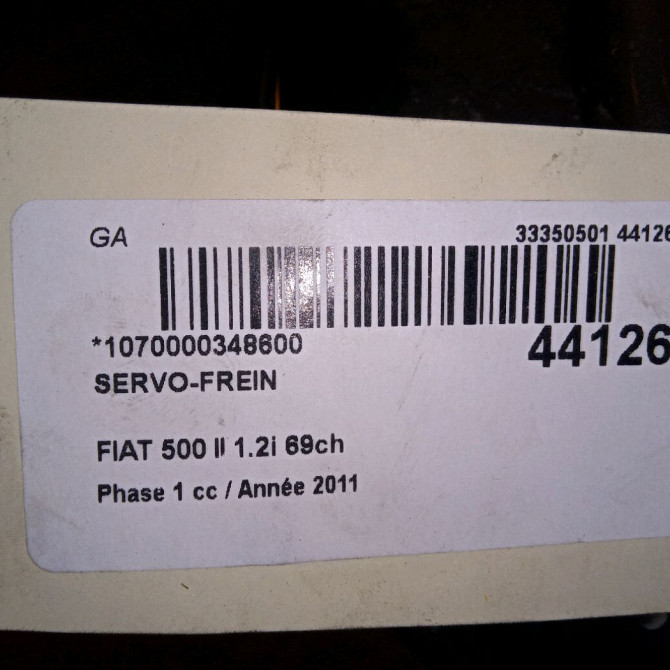 GA
33350501 44126
*1070000348600
44126
SERVO-FREIN
FIAT 500 II 1.2i 69ch
Phase 1 cc / Année 2011